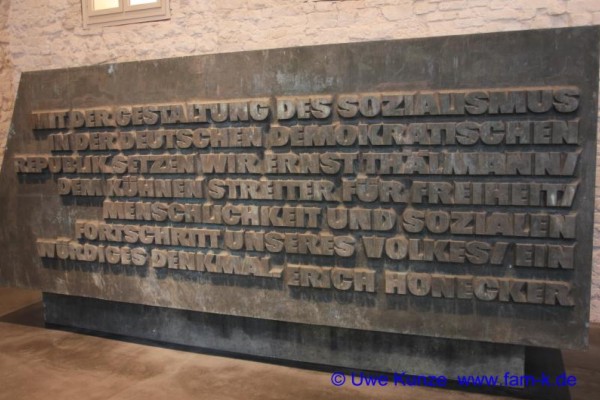 MIT DER GESTALTUNG DES SOZIALISMUS
IN DER DEUTSCHEN DEMOKRATISCHEN
REPUBLIK SETZEN WIR ERNST THÄLMANN/
DEM KÜHNEN STREITER FÜR FREIHEIT/
MENSCHLICHKEIT UND SOZIALEN
FORTSCHRITT UNSERES VOLKES/EIN
WÜRDIGES DENKMAL– ERICH HONECKER
© Uwe Kunze www.fam-k.de